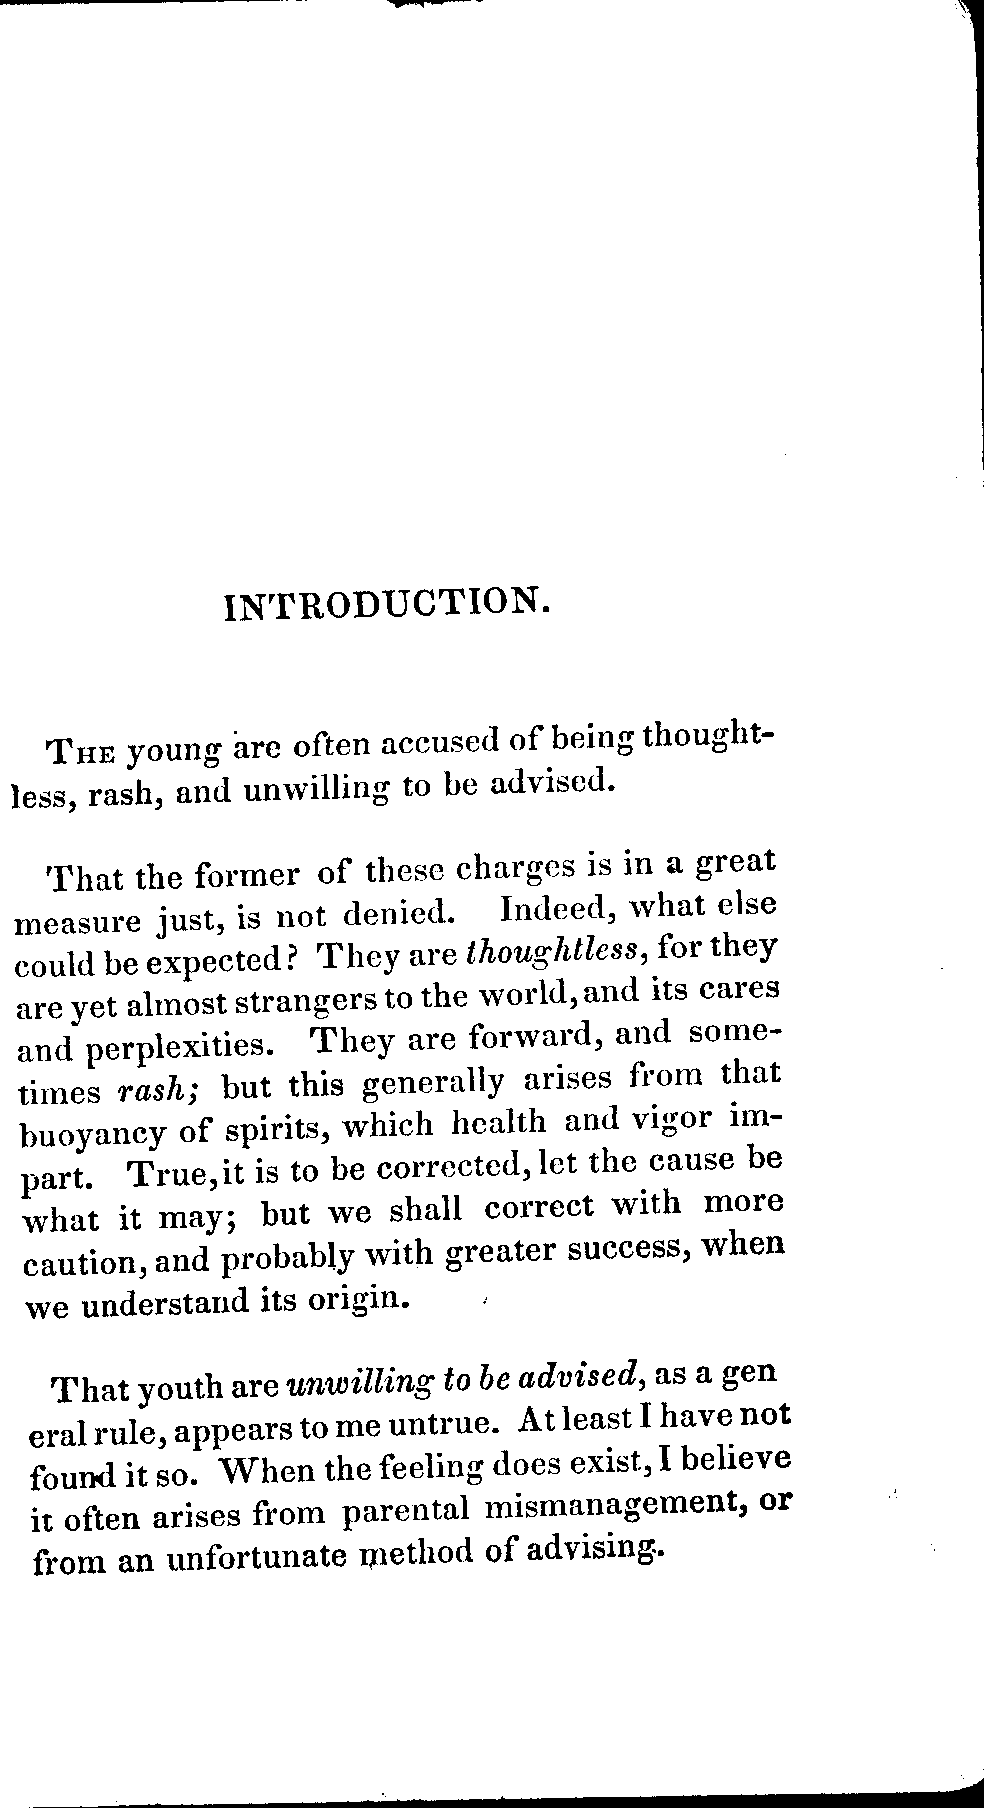 INTRODUCTION.
THE young are often accused of being thought-
less, rash, and unwilling to be advised.
That the former of these charges is in a great
measure just, is not denied. Indeed, what else
could be expected? They are thoughtless, for they
are yet almost strangers to the world, and its cares
and perplexities. They are forward, and some-
times rash; but this generally arises from that
buoyancy of spirits, which health and vigor im-
part. True, it is to be corrected, let the cause be
what it may; but we shall correct with more
caution, and probably with greater success, when
we understand its origin.
That youth are unwilling to be advised, as a gen
eral rule, appears to me untrue. At least I have not
found it so. When the feeling does exist, I believe
it often arises from parental mismanagement, or
from an unfortunate method of advising.